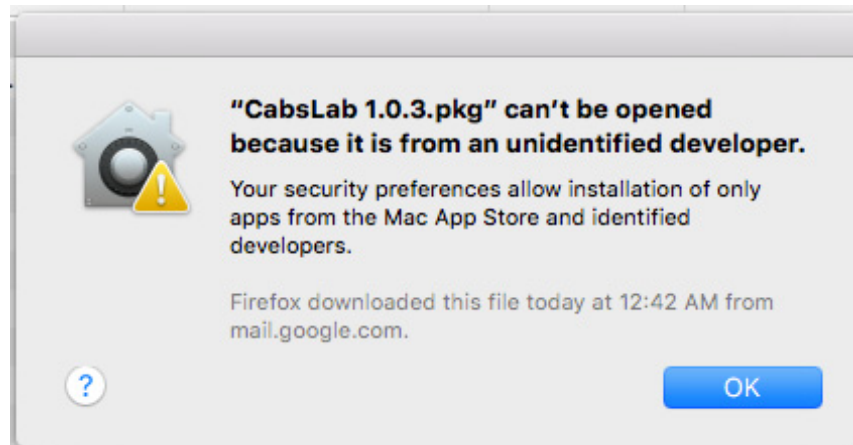 “CabsLab 1.0.3.pkg” can’t be opened
because it is from an unidentified developer.
Your security preferences allow installation of only
apps from the Mac App Store and identified
developers.
Firefox downloaded this file today at 12:42 AM from
mail.google.com.
?
OK